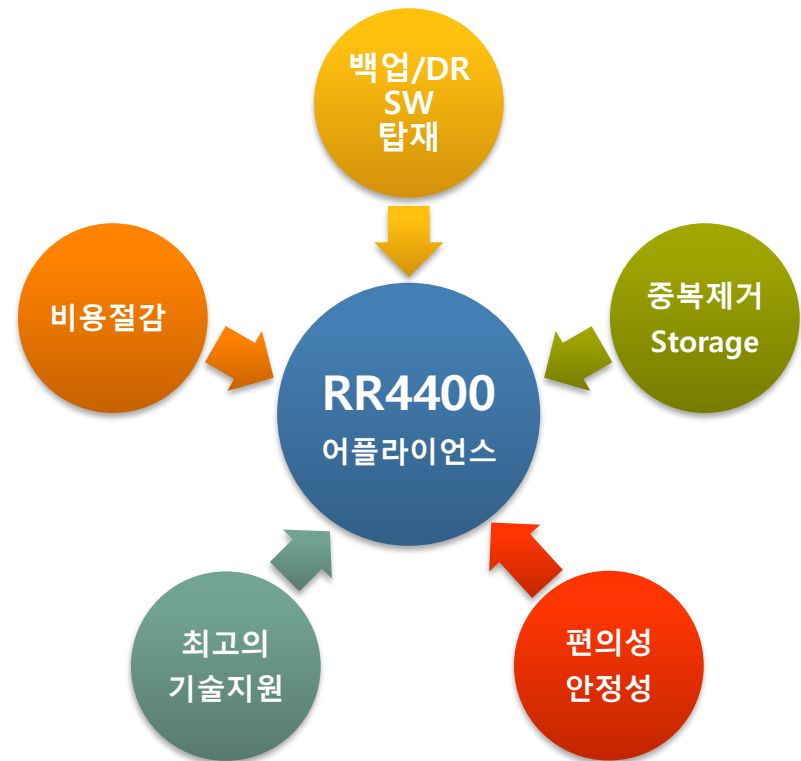 백업/DR
SW
탑재
비용절감
중복제거
Storage
RR4400
어플라이언스
최고의
기술지원
편의성
안정성